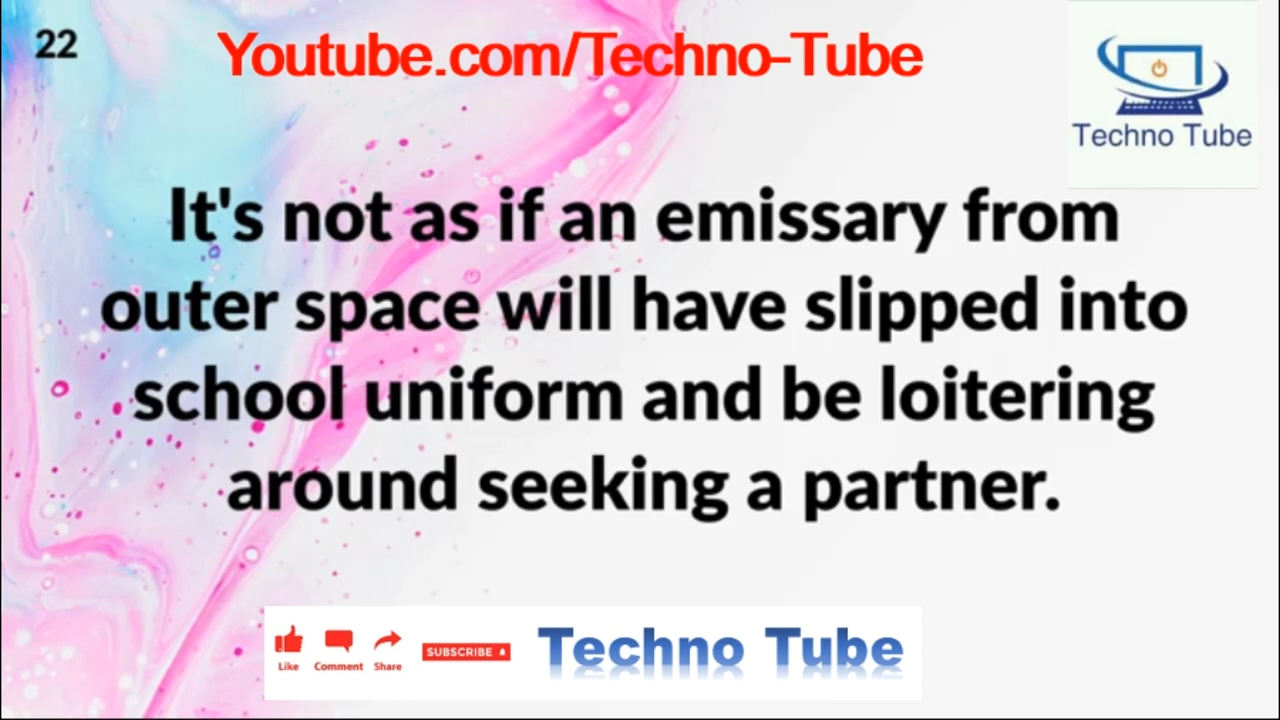 22
Youtube.com/Techno-Tube
Techno Tube
It's not as if an emissary from
outer space will have slipped into
school uniform and be loitering
around seeking a partner.
Like Comment Share
SUBSCRIBE
Techno Tube